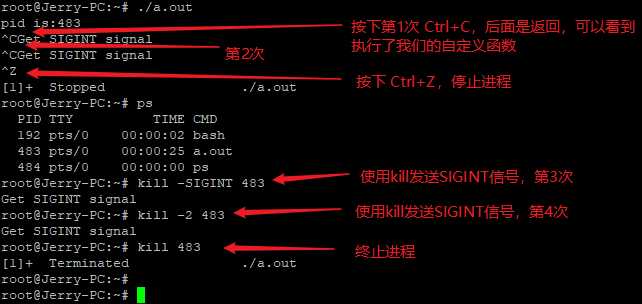 root@Jerry-PC:~# ./a.out
pid is:483
^CGet SIGINT signal
按下第1次 Ctrl+C，后面是返回，可以看到
执行了我们的自定义函数
^CGet SIGINT signal
第2次
^Z
按下 Ctrl+Z，停止进程
[1]+  Stopped                 ./a.out
root@Jerry-PC:~# ps
  PID TTY          TIME CMD
  192 pts/0    00:00:02 bash
  483 pts/0    00:00:25 a.out
  484 pts/0    00:00:00 ps
root@Jerry-PC:~# kill -SIGINT 483
使用kill发送SIGINT信号，第3次
Get SIGINT signal
root@Jerry-PC:~# kill -2 483
使用kill发送SIGINT信号，第4次
Get SIGINT signal
root@Jerry-PC:~# kill 483
终止进程
[1]+  Terminated              ./a.out
root@Jerry-PC:~#
root@Jerry-PC:~#